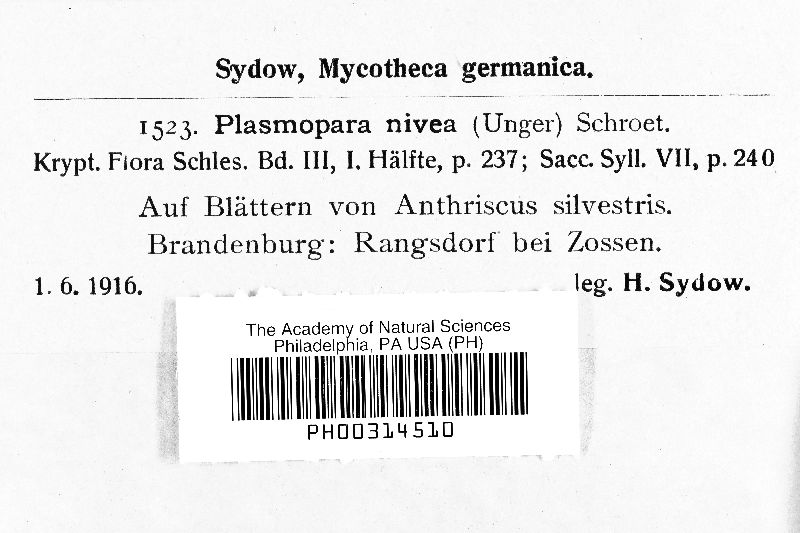 Sydow, Mycotheca germanica.
1523. Plasmopara nivea (Unger) Schroet.
Krypt. Flora Schles. Bd. III, I. Hälfte, p. 237; Sacc. Syll. VII, p. 240
Auf Blättern von Anthriscus silvestris.
Brandenburg: Rangsdorf bei Zossen.
1. 6. 1916. leg. H. Sydow.
The Academy of Natural Sciences
Philadelphia, PA USA (PH)
PH00314510